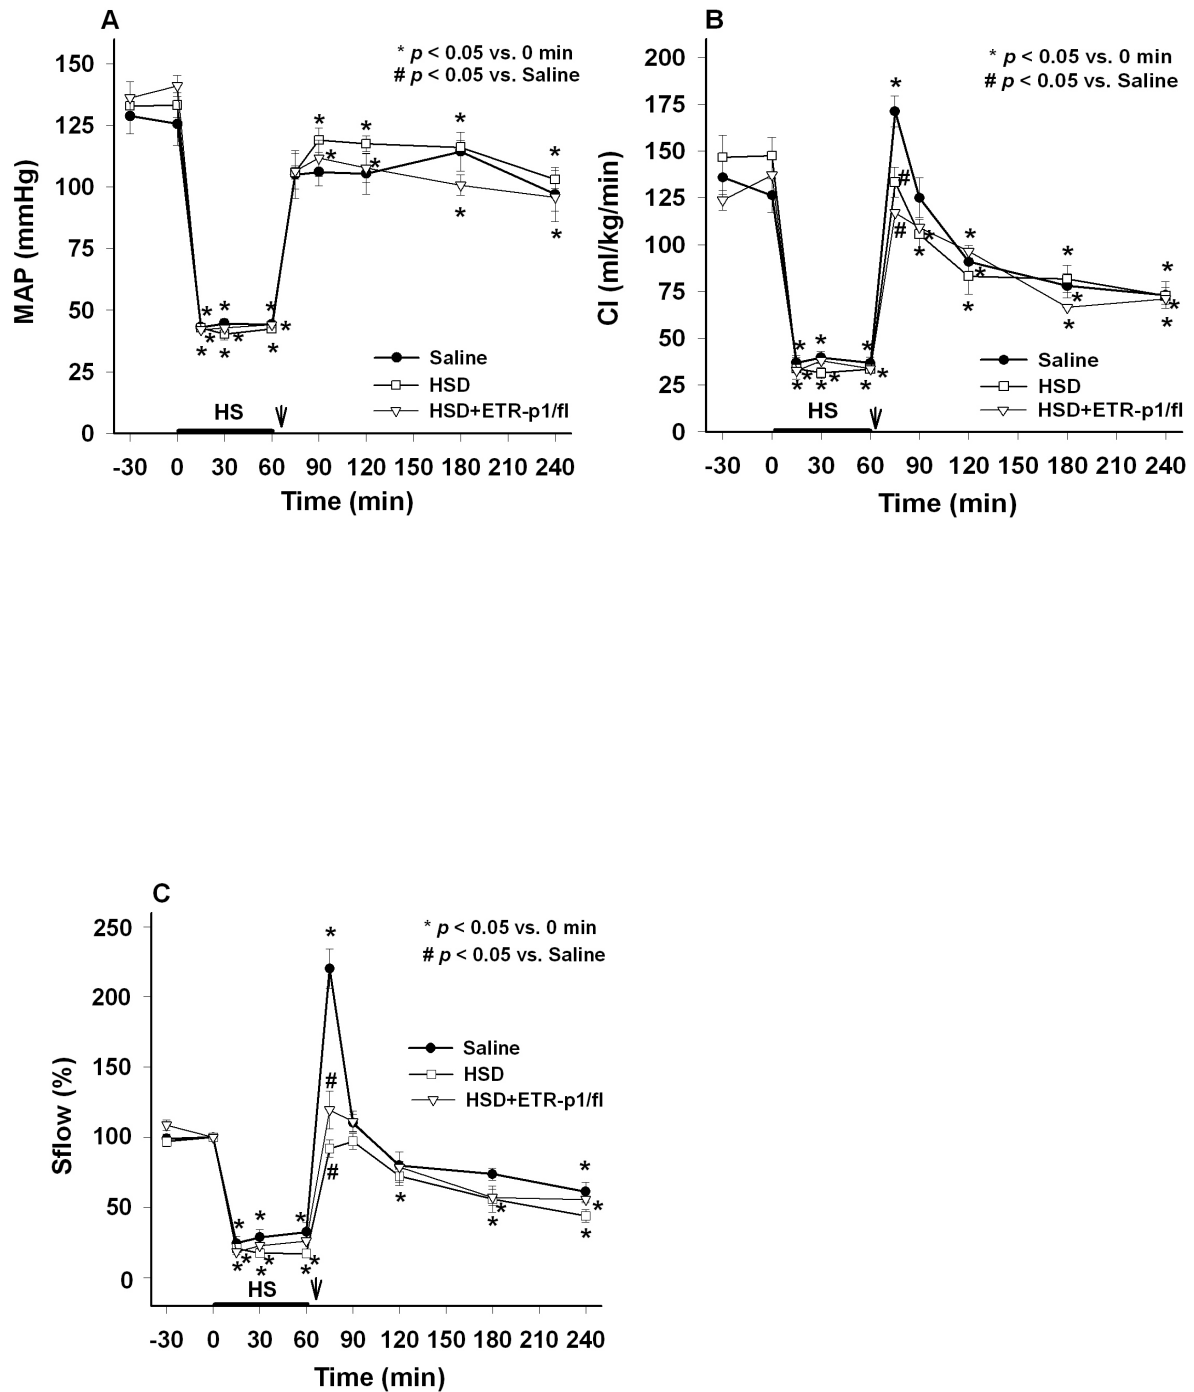 A
* p < 0.05 vs. 0 min
# p < 0.05 vs. Saline
MAP (mmHg)
150
125
100
75
50
25
0
* * * *
* *
*
*
* * *
* * *
* * *
Saline
HSD
HSD+ETR-p1/fl
HS
-30 0 30 60 90 120 150 180 210 240
Time (min)
B
* p < 0.05 vs. 0 min
# p < 0.05 vs. Saline
CI (ml/kg/min)
200
175
150
125
100
75
50
25
0
*
#
#
* * * *
* * * *
* * *
* * *
* * *
* * *
Saline
HSD
HSD+ETR-p1/fl
HS
-30 0 30 60 90 120 150 180 210 240
Time (min)
C
* p < 0.05 vs. 0 min
# p < 0.05 vs. Saline
Sflow (%)
250
200
150
100
50
0
*
#
#
*
* * *
* *
* * *
* * *
* * *
Saline
HSD
HSD+ETR-p1/fl
HS
-30 0 30 60 90 120 150 180 210 240
Time (min)